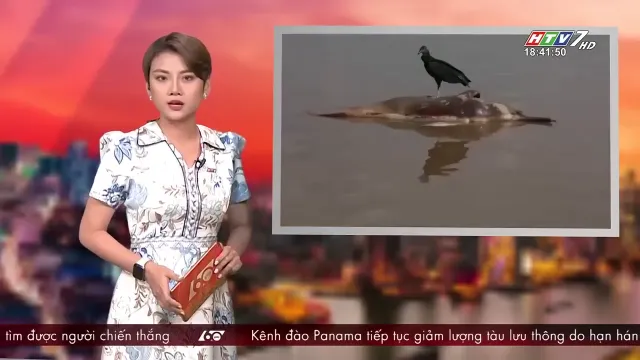 HTV7 HD
18:41:50
tìm được người chiến thắng 60 Kênh đào Panama tiếp tục giảm lượng tàu lưu thông do hạn hán